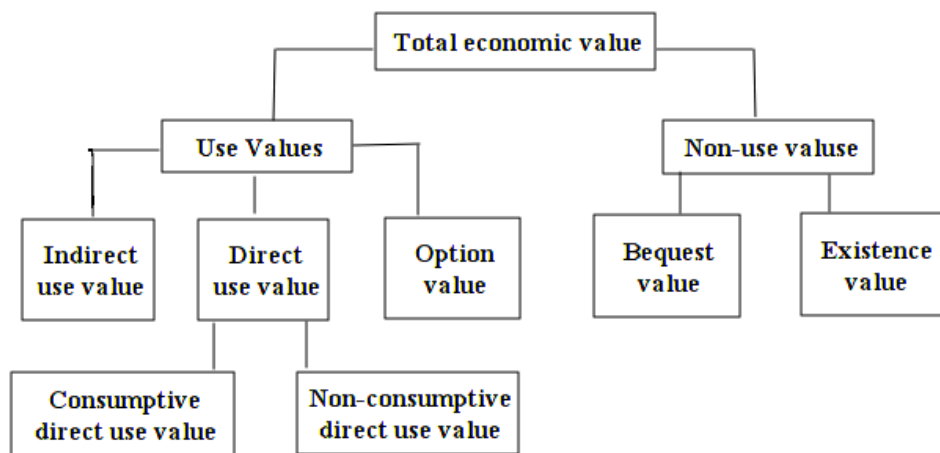 Total economic value
Use Values
Non-use valuse
Indirect
use value
Direct
use value
Option
value
Bequest
value
Existence
value
Consumptive
direct use value
Non-consumptive
direct use value